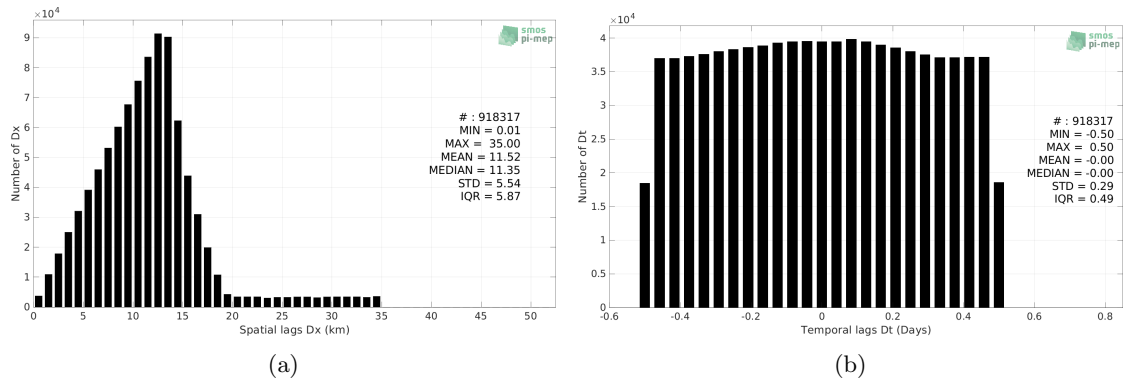 ×10⁴
9
8
7
6
5
4
3
2
1
0
Number of Dx
0 5 10 15 20 25 30 35 40 45 50
Spatial lags Dx (km)
smos
pi-mep
# : 918317
MIN = 0.01
MAX = 35.00
MEAN = 11.52
MEDIAN = 11.35
STD = 5.54
IQR = 5.87
(a)
×10⁴
4
3.5
3
2.5
2
1.5
1
0.5
0
Number of Dt
-0.6 -0.4 -0.2 0 0.2 0.4 0.6 0.8
Temporal lags Dt (Days)
smos
pi-mep
# : 918317
MIN = -0.50
MAX = 0.50
MEAN = -0.00
MEDIAN = -0.00
STD = 0.29
IQR = 0.49
(b)